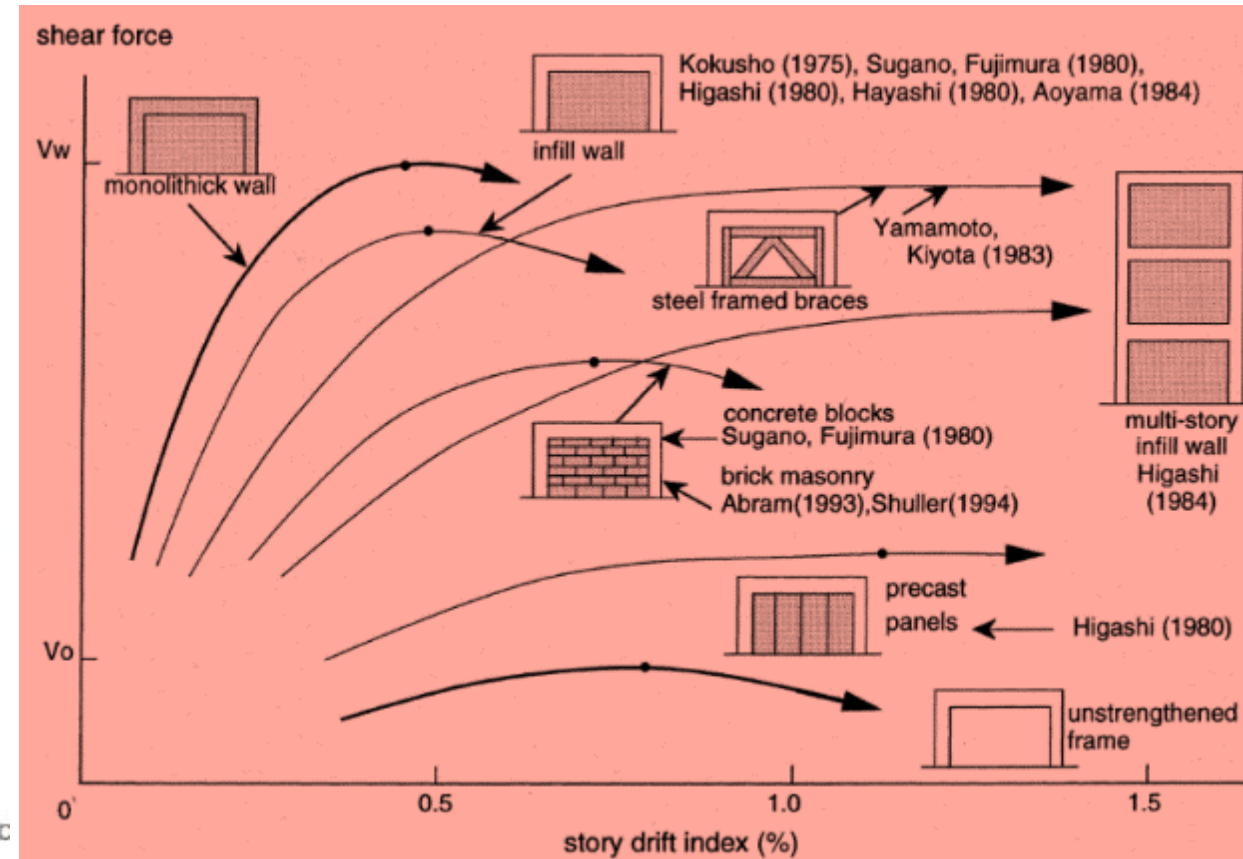 shear force
Kokusho (1975), Sugano, Fujimura (1980),
Higashi (1980), Hayashi (1980), Aoyama (1984)
Vw
infill wall
monolithick wall
Yamamoto,
Kiyota (1983)
steel framed braces
concrete blocks
Sugano, Fujimura (1980)
brick masonry
Abram(1993),Shuller(1994)
multi-story
infill wall
Higashi
(1984)
precast
panels
Higashi (1980)
Vo
unstrengthened
frame
0
0.5
1.0
1.5
story drift index (%)